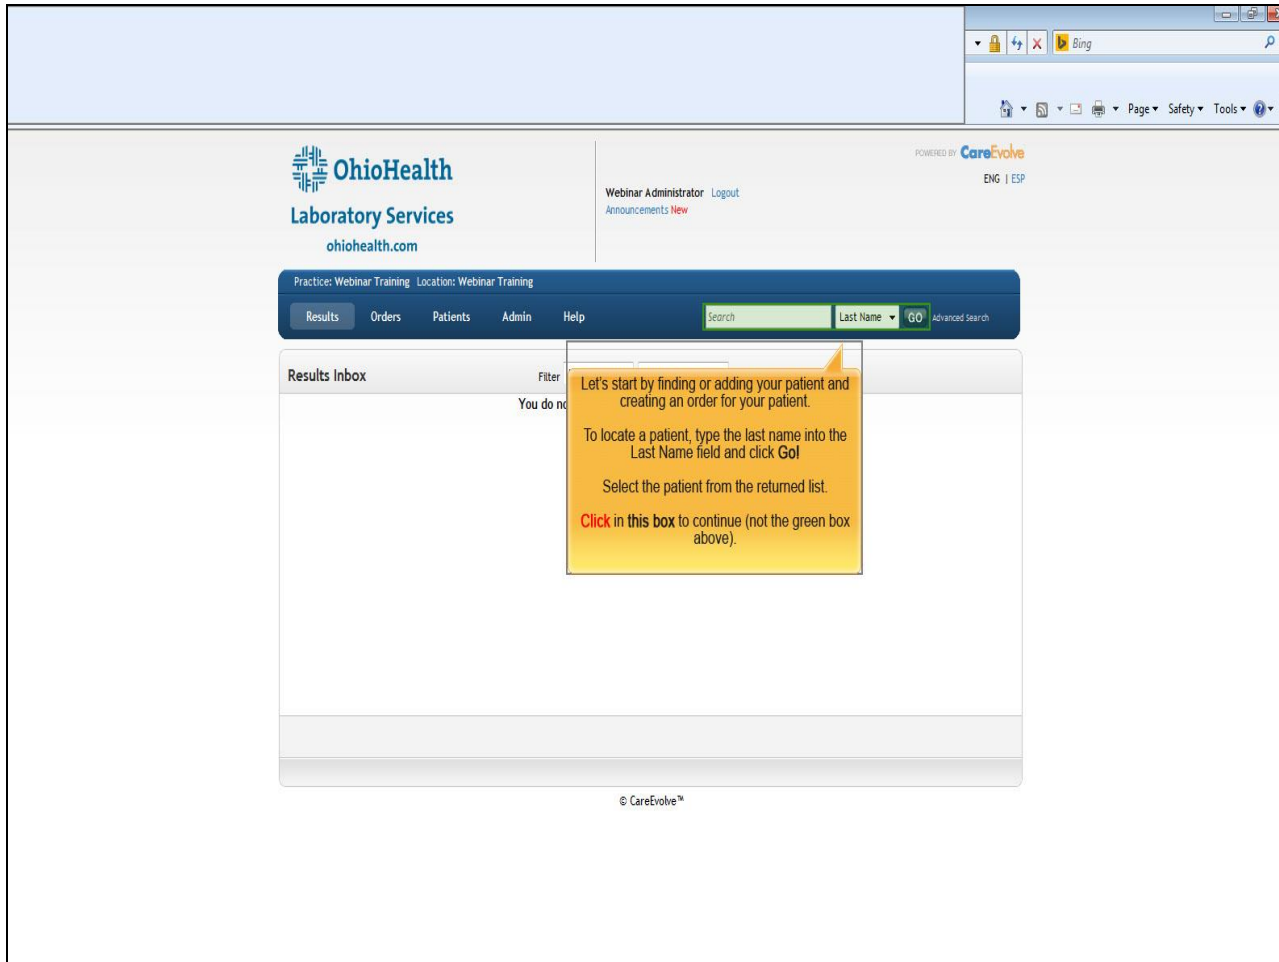 Bing
Page Safety Tools
OhioHealth
Laboratory Services
ohiohealth.com
Webinar Administrator Logout
Announcements New
POWERED BY CareEvolve
ENG | ESP
Practice: Webinar Training Location: Webinar Training
Results Orders Patients Admin Help Search Last Name GO Advanced Search
Results Inbox Filter
You do no
Let's start by finding or adding your patient and
creating an order for your patient.
To locate a patient, type the last name into the
Last Name field and click Go!
Select the patient from the returned list.
Click in this box to continue (not the green box
above).
© CareEvolve™